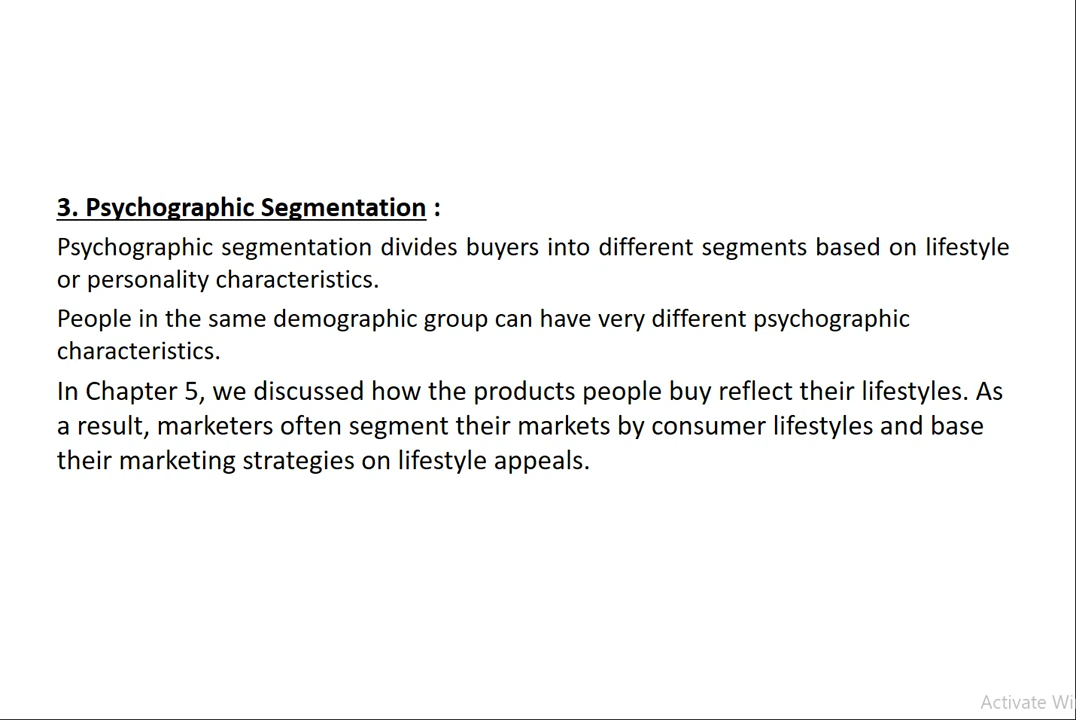 3. Psychographic Segmentation :
Psychographic segmentation divides buyers into different segments based on lifestyle
or personality characteristics.
People in the same demographic group can have very different psychographic
characteristics.
In Chapter 5, we discussed how the products people buy reflect their lifestyles. As
a result, marketers often segment their markets by consumer lifestyles and base
their marketing strategies on lifestyle appeals.
Activate Wi